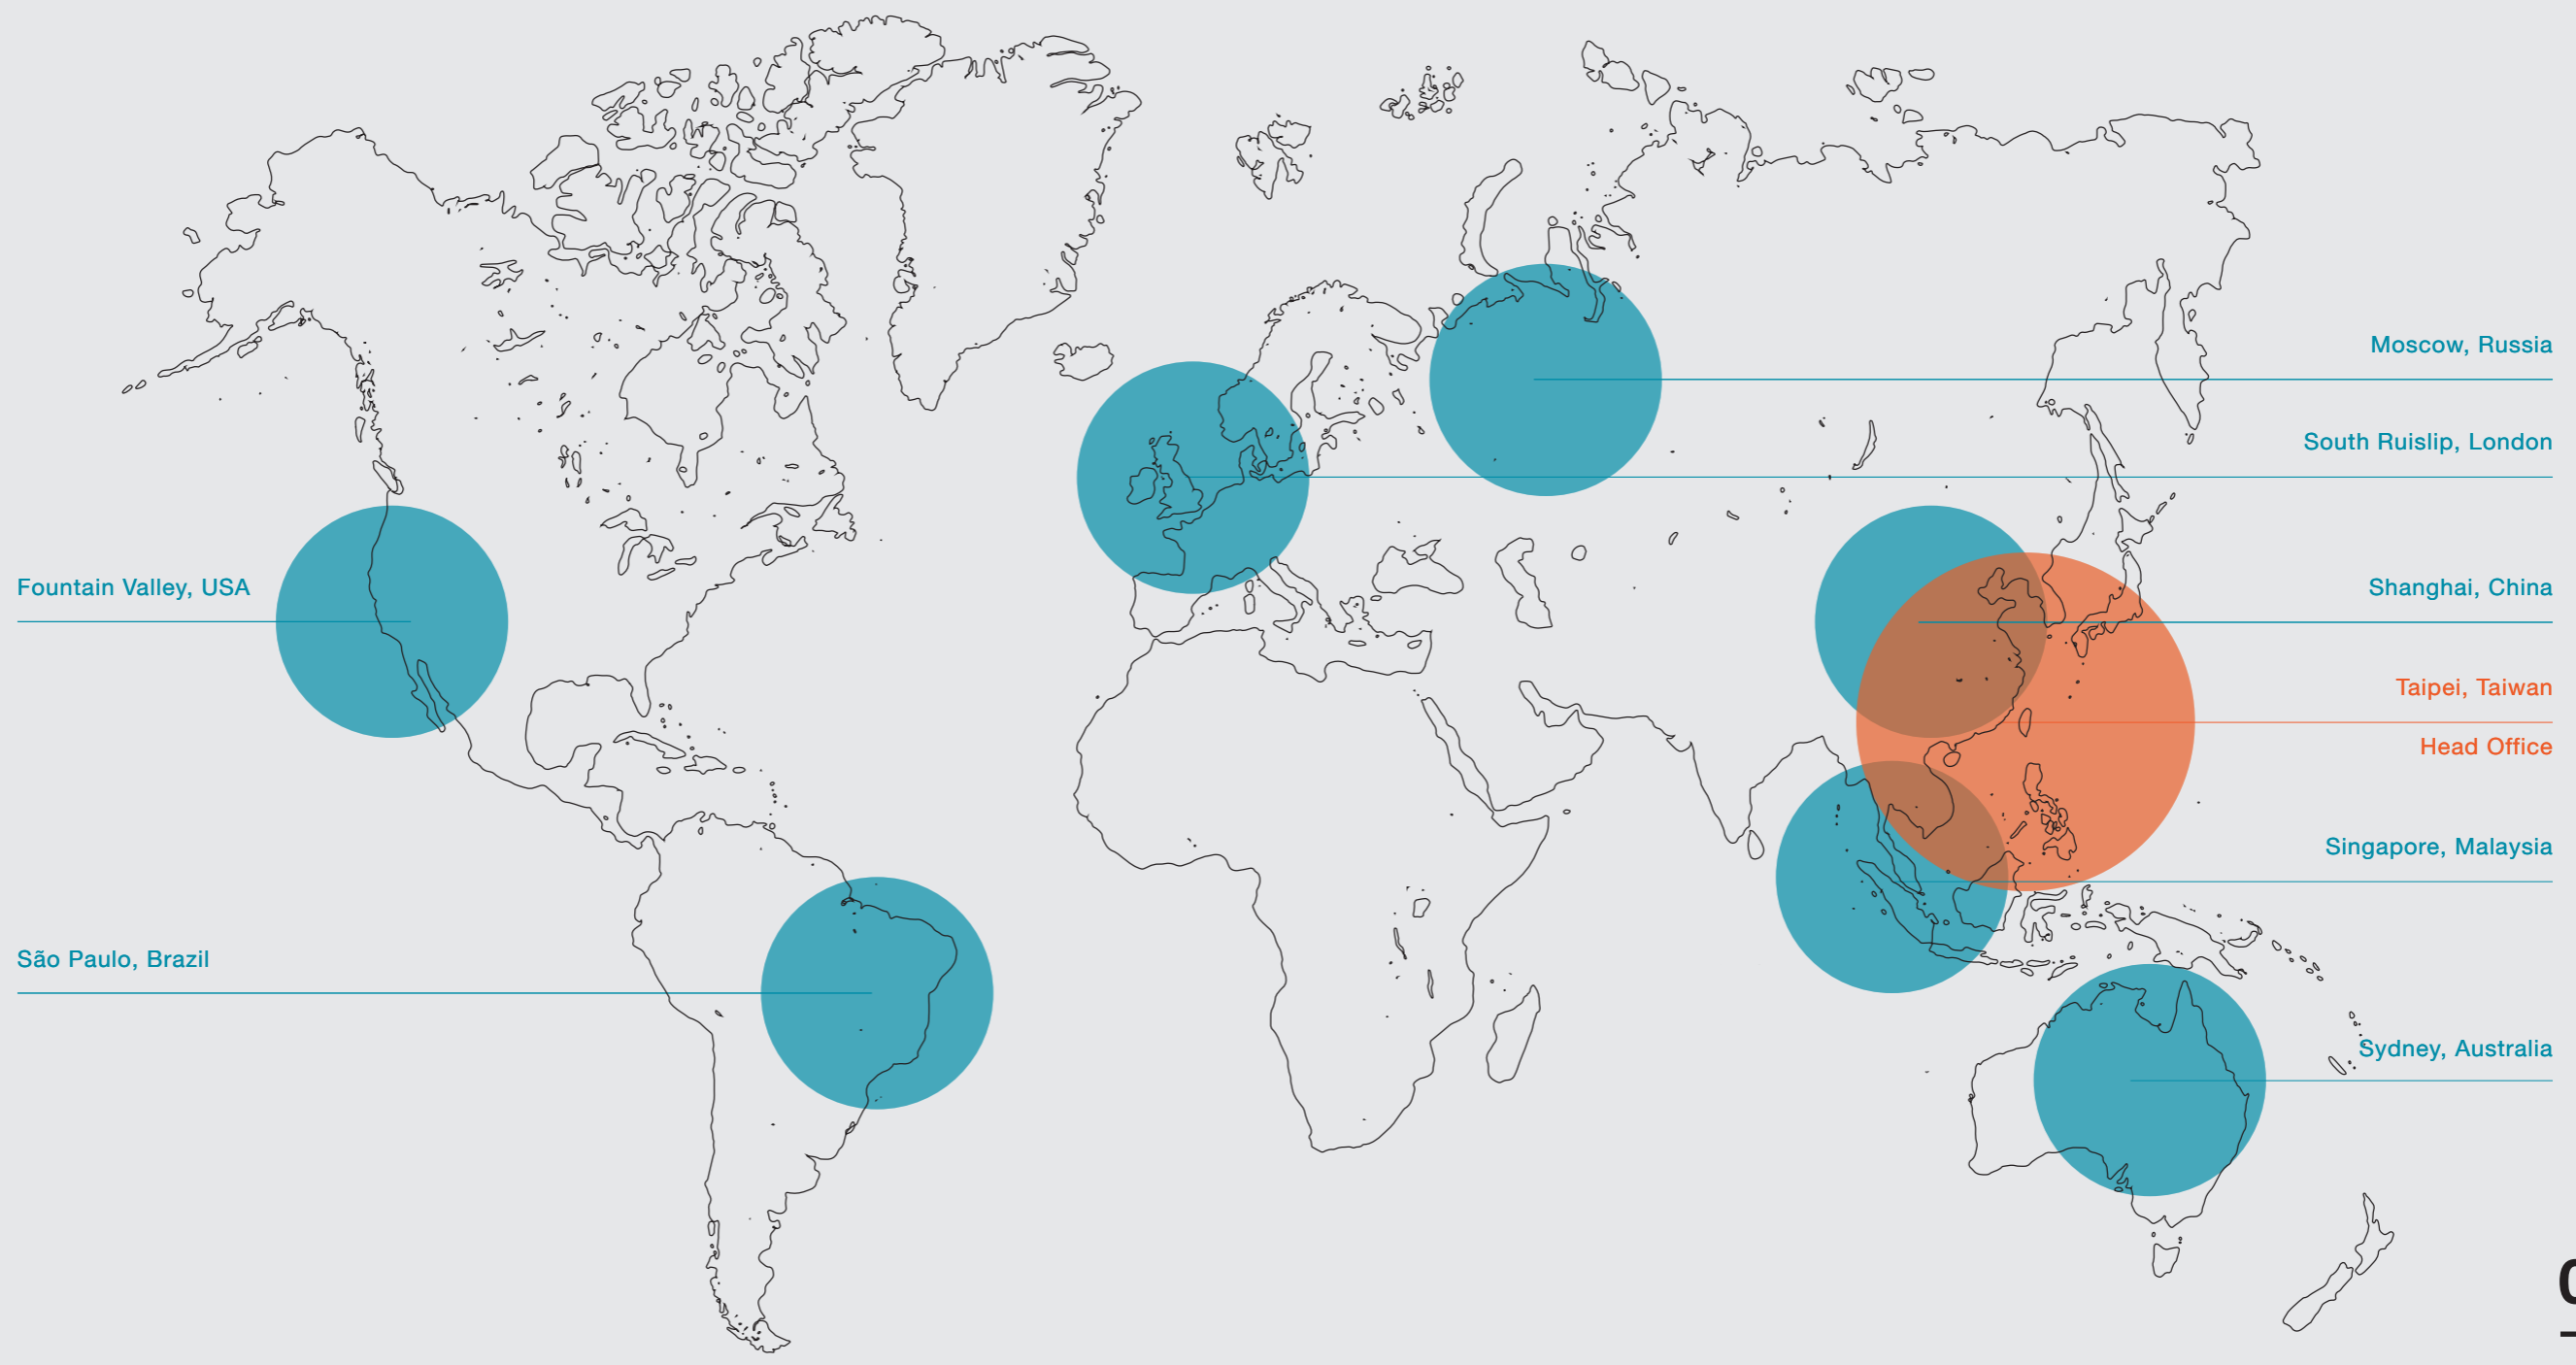 Moscow, Russia
South Ruislip, London
Fountain Valley, USA
Shanghai, China
Taipei, Taiwan
Head Office
Singapore, Malaysia
São Paulo, Brazil
Sydney, Australia